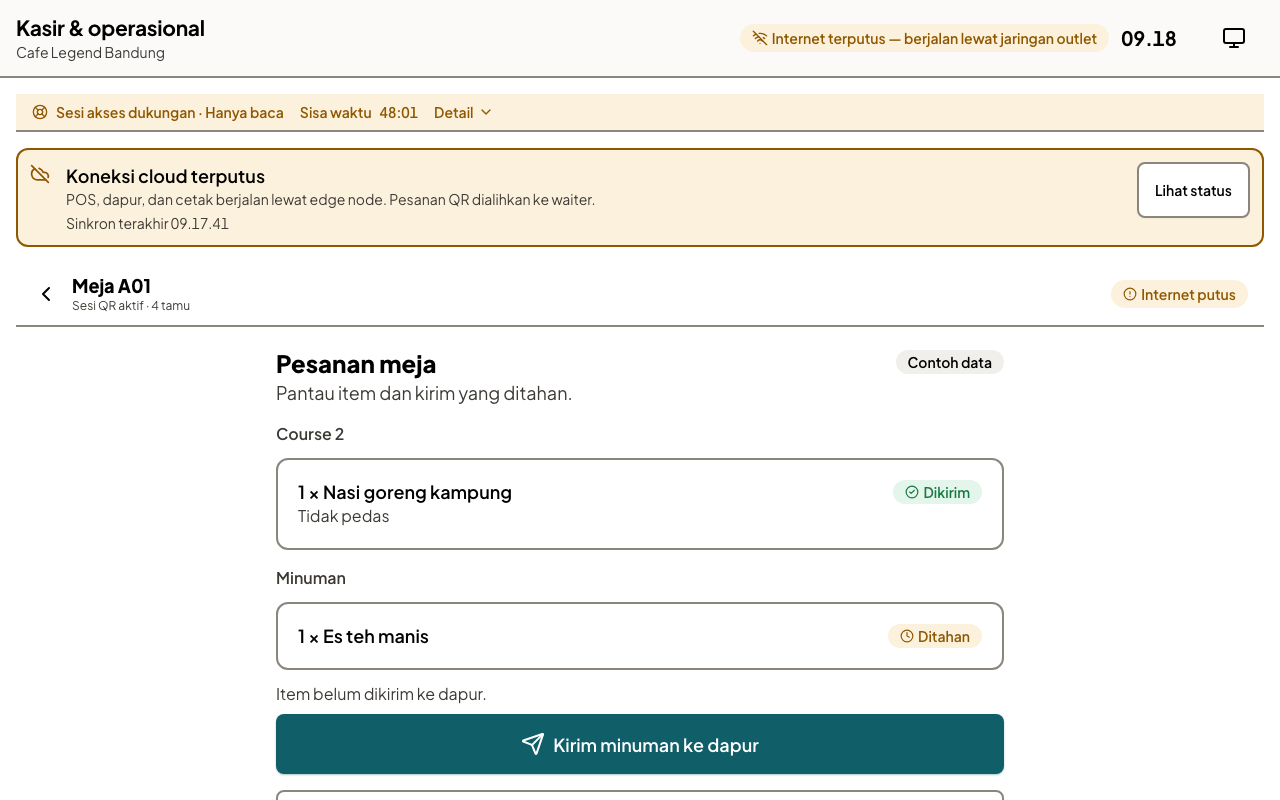 Kasir & operasional
Cafe Legend Bandung
Internet terputus — berjalan lewat jaringan outlet
09.18
Sesi akses dukungan · Hanya baca Sisa waktu 48:01 Detail
Koneksi cloud terputus
POS, dapur, dan cetak berjalan lewat edge node. Pesanan QR dialihkan ke waiter.
Sinkron terakhir 09.17.41
Lihat status
Meja A01
Sesi QR aktif · 4 tamu
Internet putus
Pesanan meja
Contoh data
Pantau item dan kirim yang ditahan.
Course 2
1 × Nasi goreng kampung
Dikirim
Tidak pedas
Minuman
1 × Es teh manis
Ditahan
Item belum dikirim ke dapur.
Kirim minuman ke dapur